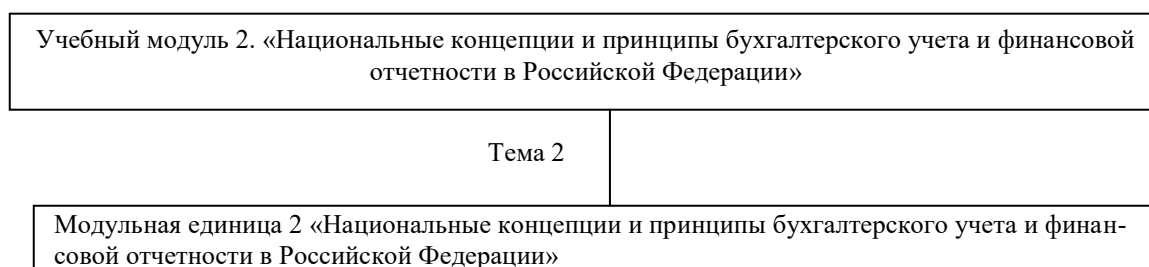 Учебный модуль 2. «Национальные концепции и принципы бухгалтерского учета и финансовой
отчетности в Российской Федерации»
Тема 2
Модульная единица 2 «Национальные концепции и принципы бухгалтерского учета и финан-
совой отчетности в Российской Федерации»